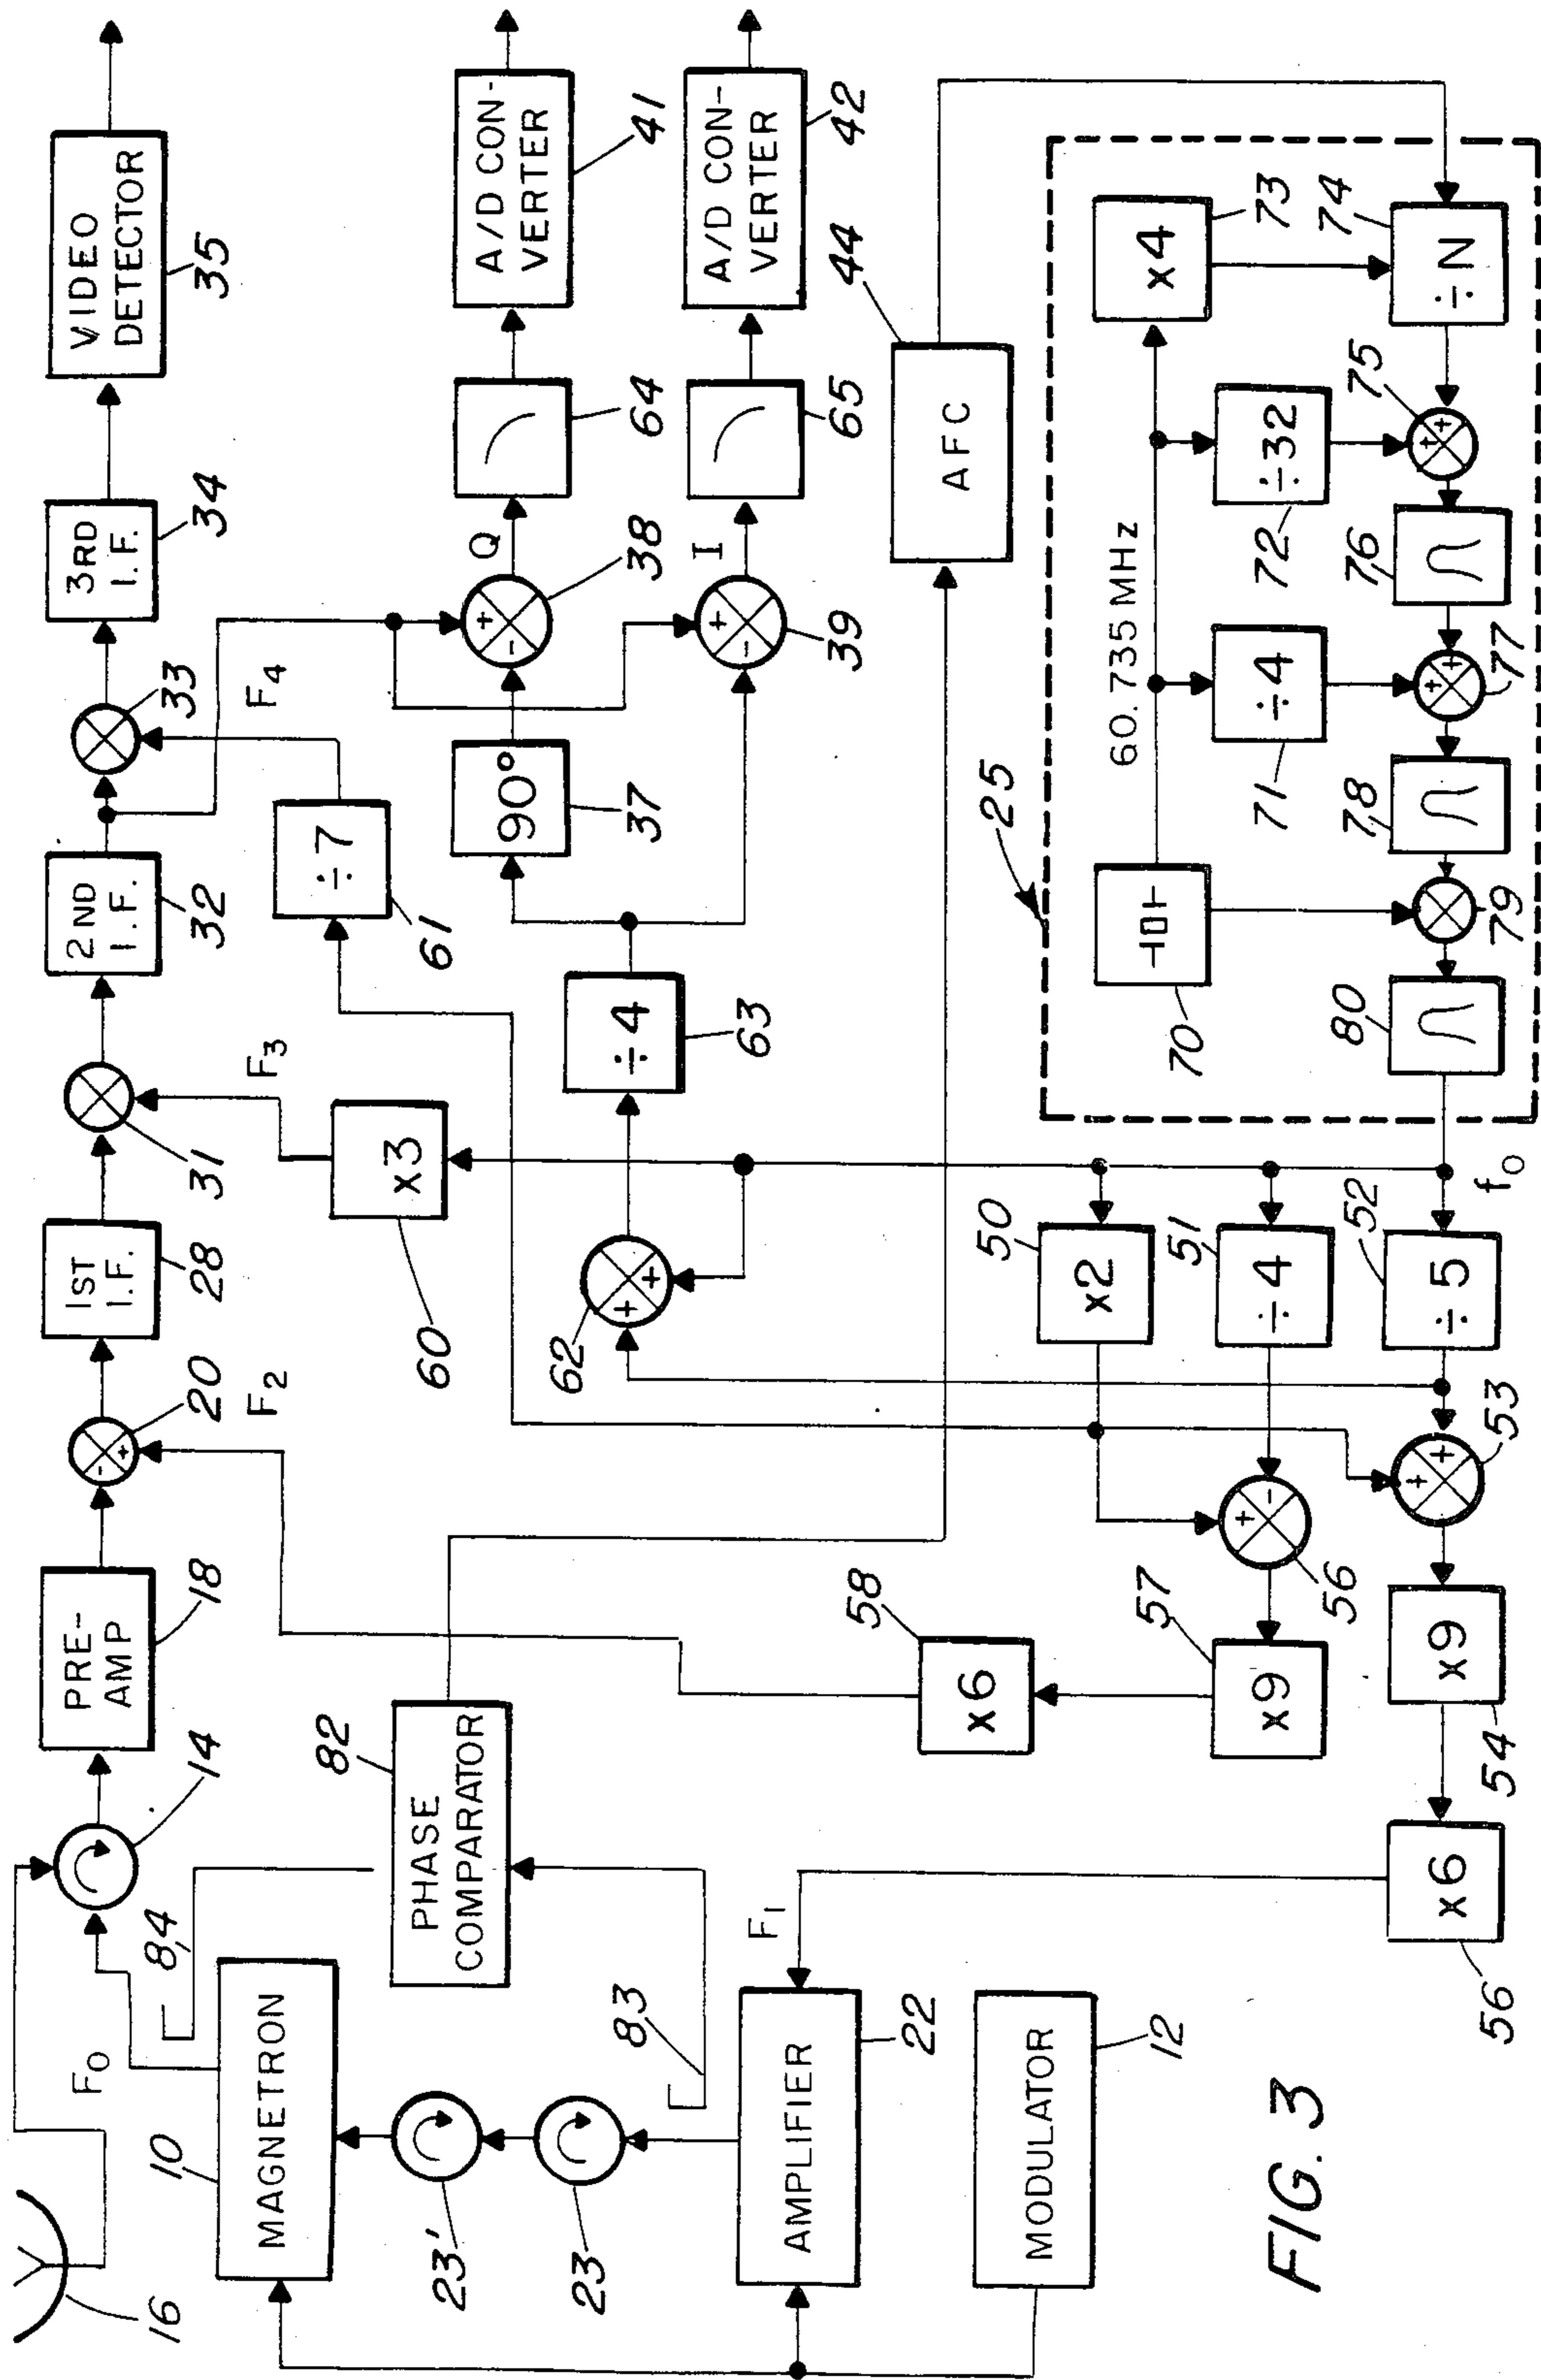 16
F0
84
14
PRE-
AMP
18
20
F2
1ST
I.F.
28
31
F3
2ND
I.F.
32
33
F4
3RD
I.F.
34
VIDEO
DETECTOR
35
10
MAGNETRON
23'
23
83
82
PHASE
COMPARATOR
60
x3
÷7
61
62
+
+
÷4
63
90°
37
+
-
Q
38
64
A/D CON-
VERTER
41
+
-
I
39
65
A/D CON-
VERTER
42
AMPLIFIER
22
F1
MODULATOR
12
58
x6
57
x9
+
-
56
50
x2
51
÷4
52
÷5
f0
+
+
53
x9
54
x6
56
AFC
44
25
70
60.735 MHz
÷4
71
÷32
72
x4
73
÷N
74
+
+
75
76
+
+
77
78
79
80
-
+
FIG. 3